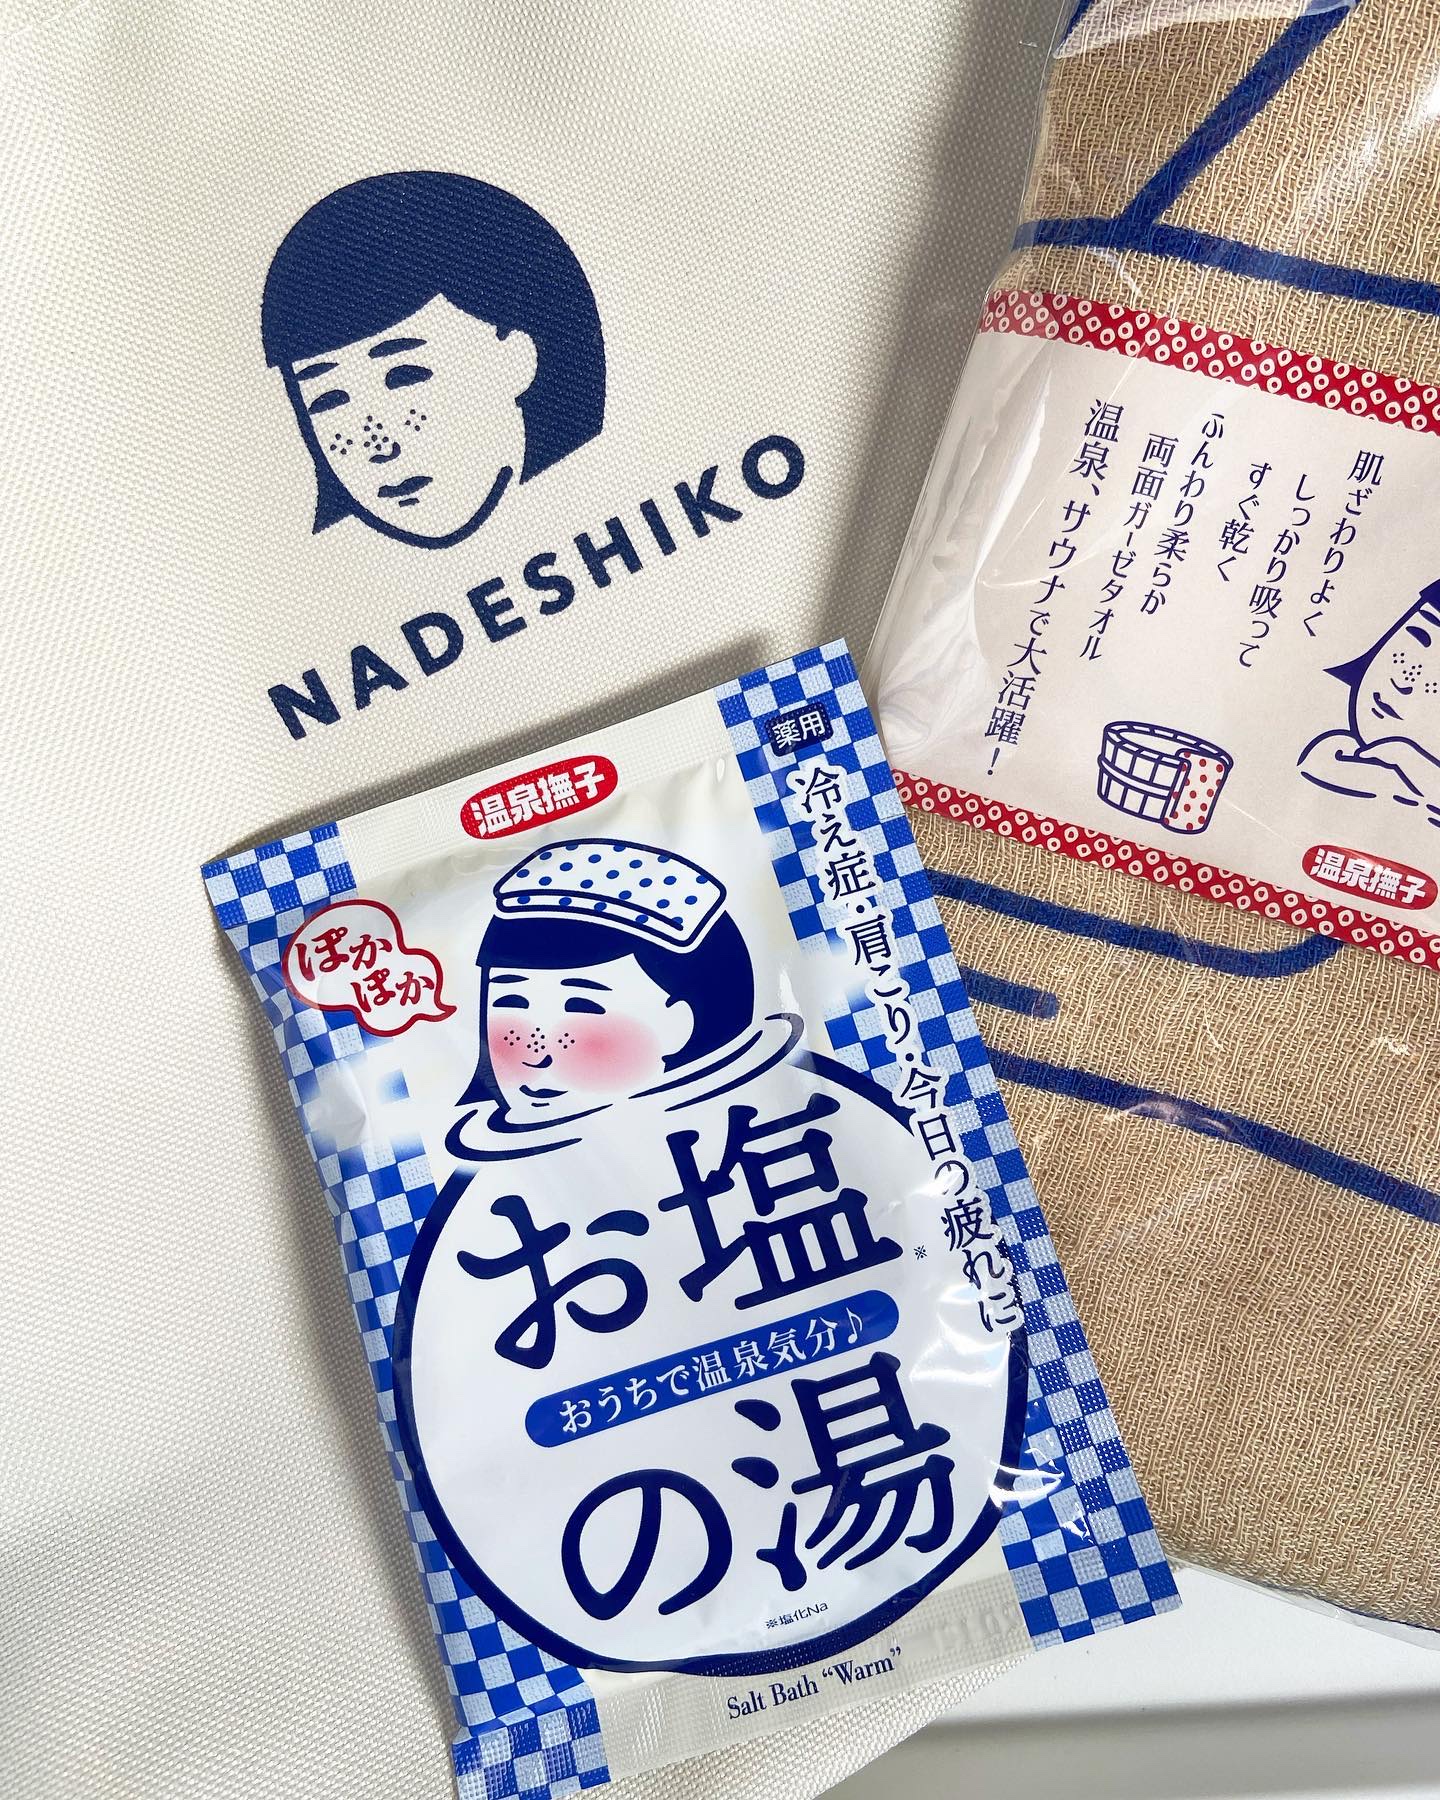 NADESHIKO
肌ざわりよく
しっかり吸って
すぐ乾く
ふんわり柔らか
両面ガーゼタオル
温泉、サウナで大活躍!
温泉撫子
温泉撫子
薬用
冷え症・肩こり・今日の疲れに
ぽか
ぽか
お塩※
おうちで温泉気分♪
の湯
※塩化Na
Salt Bath “Warm”